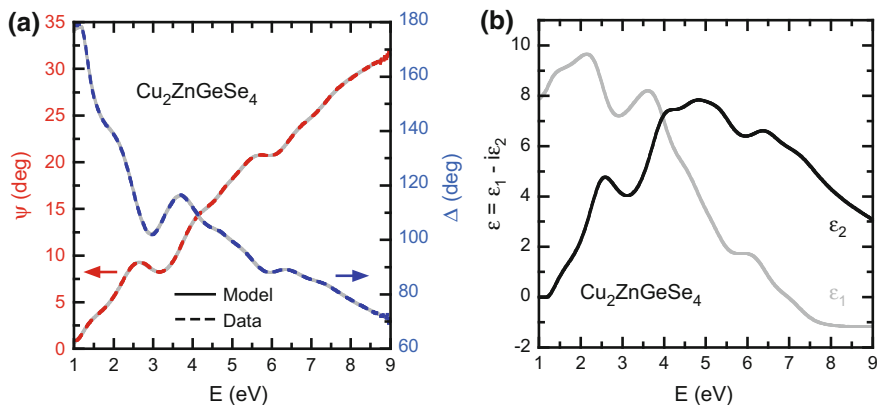 (a)
35
30
25
20
15
10
5
0
ψ (deg)
Cu₂ZnGeSe₄
Model
Data
180
160
140
120
100
80
60
Δ (deg)
1 2 3 4 5 6 7 8 9
E (eV)
(b)
10
8
6
4
2
0
-2
ε = ε₁ - iε₂
ε₂
ε₁
Cu₂ZnGeSe₄
1 2 3 4 5 6 7 8 9
E (eV)